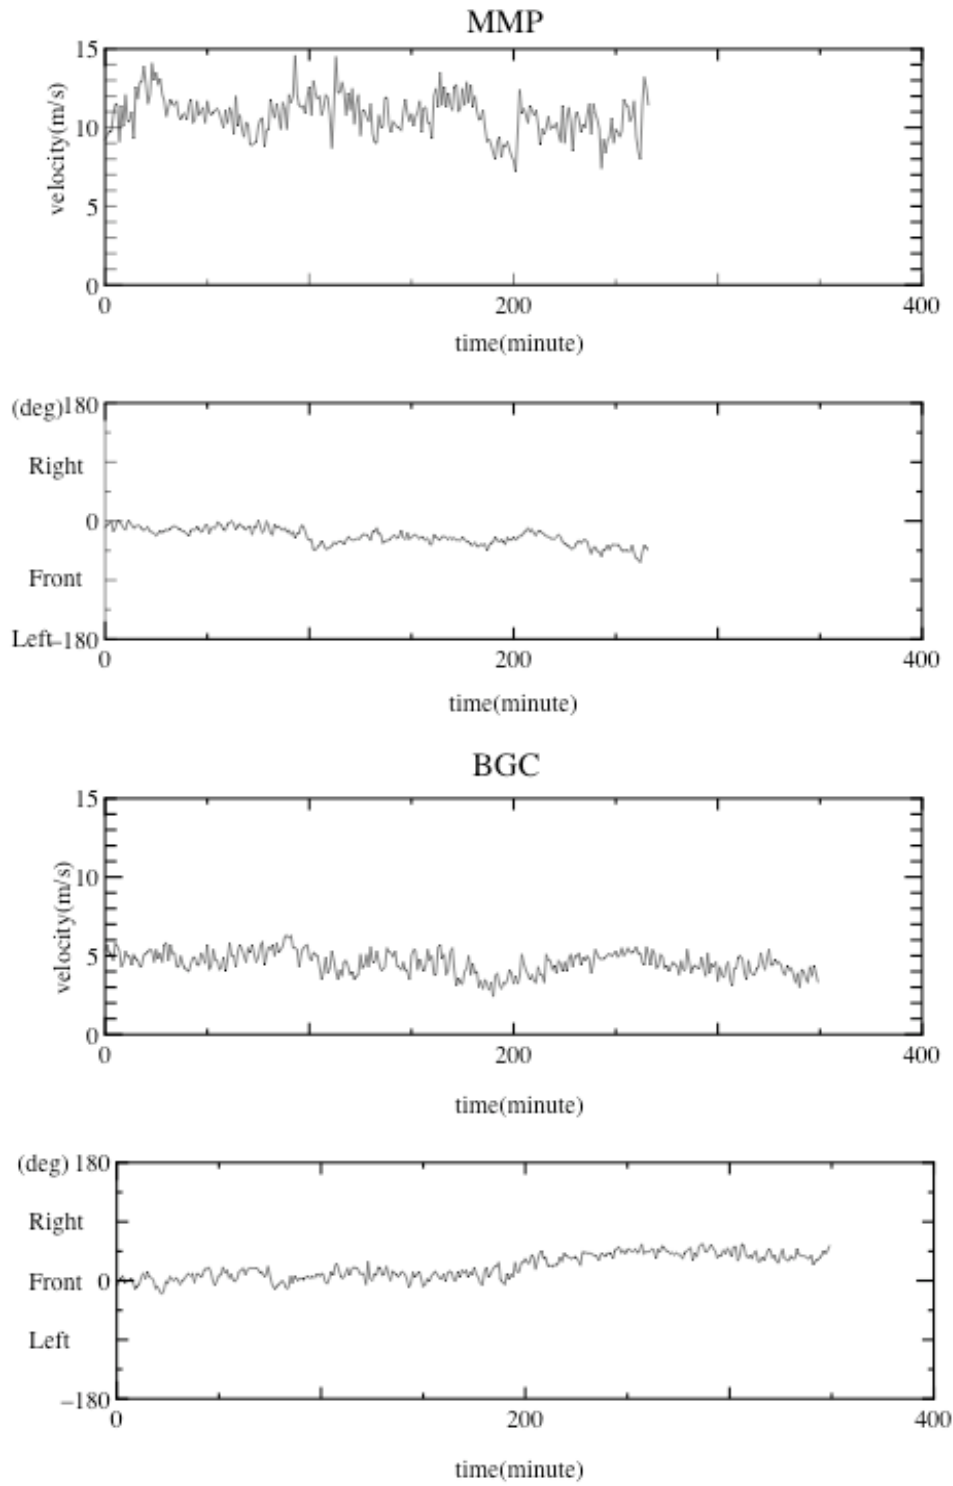 MMP
15
10
5
0
velocity(m/s)
0 200 400
time(minute)
(deg)180
Right
0
Front
Left–180
0 200 400
time(minute)
BGC
15
10
5
0
velocity(m/s)
0 200 400
time(minute)
(deg) 180
Right
Front 0
Left
–180
0 200 400
time(minute)